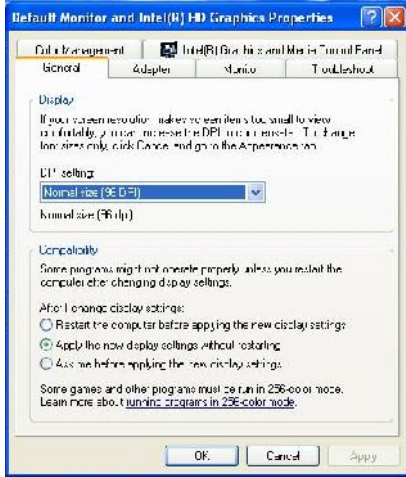 Default Monitor and Intel(R) HD Graphics Properties
Color Management
Intel(R) Graphics and Media Control Panel
General
Adapter
Monitor
Troubleshoot
Display
If your screen resolution makes screen items too small to view
comfortably, you can increase the DPI to compensate. To change
font sizes only, click Cancel and go to the Appearance tab.
DPI setting:
Normal size (96 DPI)
Normal size (96 dpi)
Compatibility
Some programs might not operate properly unless you restart the
computer after changing display settings.
After I change display settings:
Restart the computer before applying the new display settings
Apply the new display settings without restarting
Ask me before applying the new display settings
Some games and other programs must be run in 256-color mode.
Learn more about running programs in 256-color mode.
OK
Cancel
Apply